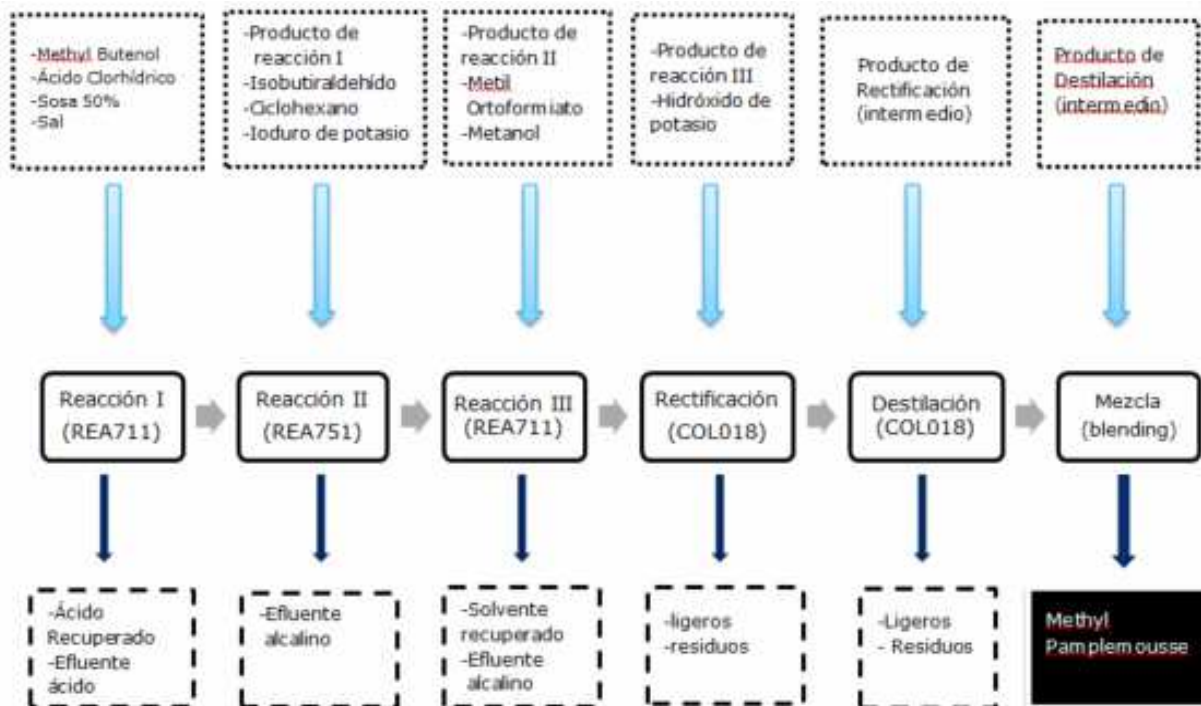 -Methyl Butenol
-Ácido Clorhídrico
-Sosa 50%
-Sal
-Producto de
reacción I
-Isobutiraldehído
-Ciclohexano
-Ioduro de potasio
-Producto de
reacción II
-Metil
Ortoformiato
-Metanol
-Producto de
reacción III
-Hidróxido de
potasio
Producto de
Rectificación
(intermedio)
Producto de
Destilación
(intermedio)
Reacción I
(REA711)
Reacción II
(REA751)
Reacción III
(REA711)
Rectificación
(COL018)
Destilación
(COL018)
Mezcla
(blending)
-Ácido
Recuperado
-Efluente
ácido
-Efluente
alcalino
-Solvente
recuperado
-Efluente
alcalino
-ligeros
-residuos
-Ligeros
- Residuos
Methyl
Pamplemousse